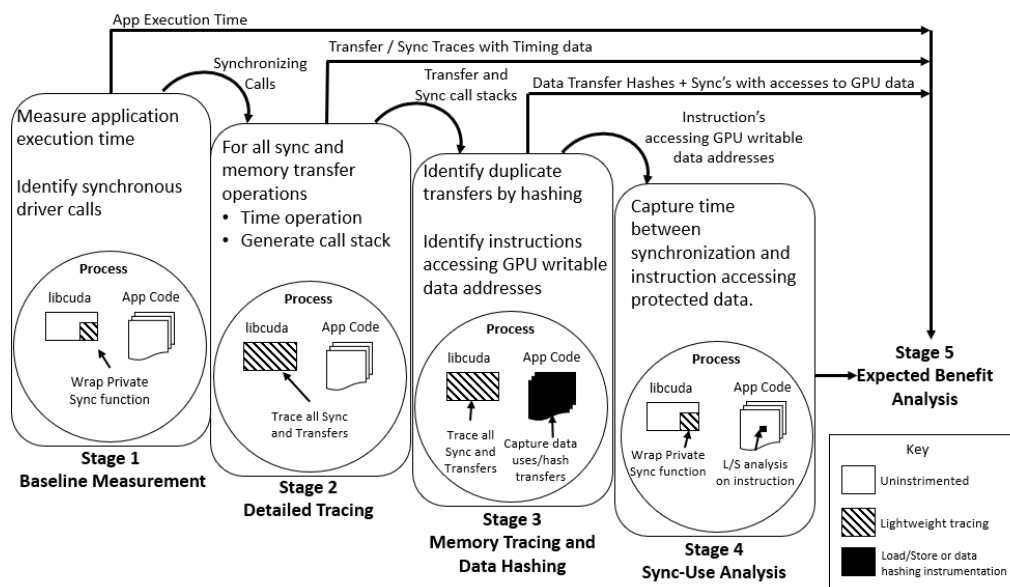 App Execution Time
Transfer / Sync Traces with Timing data
Synchronizing
Calls
Transfer and
Sync call stacks
Data Transfer Hashes + Sync's with accesses to GPU data
Instruction's
accessing GPU writable
data addresses
Measure application
execution time
Identify synchronous
driver calls
Process
libcuda
App Code
Wrap Private
Sync function
Stage 1
Baseline Measurement
For all sync and
memory transfer
operations
• Time operation
• Generate call stack
Process
libcuda
App Code
Trace all Sync
and Transfers
Stage 2
Detailed Tracing
Identify duplicate
transfers by hashing
Identify instructions
accessing GPU writable
data addresses
Process
libcuda
App Code
Trace all
Sync and
Transfers
Capture data
uses/hash
transfers
Stage 3
Memory Tracing and
Data Hashing
Capture time
between
synchronization and
instruction accessing
protected data.
Process
libcuda
App Code
Wrap Private
Sync function
L/S analysis
on instruction
Stage 4
Sync-Use Analysis
Stage 5
Expected Benefit
Analysis
Key
Uninstrimented
Lightweight tracing
Load/Store or data
hashing instrumentation